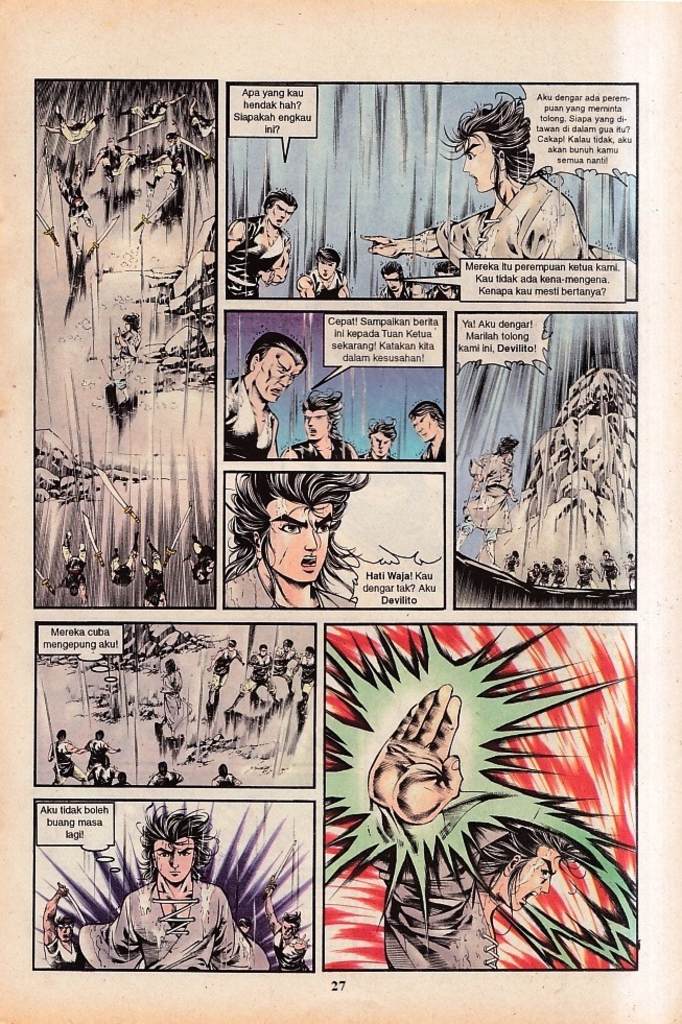 Apa yang kau
hendak hah?
Siapakah engkau
ini?
Aku dengar ada perem-
puan yang meminta
tolong. Siapa yang di-
tawan di dalam gua itu?
Cakap! Kalau tidak, aku
akan bunuh kamu
semua nanti!
Mereka itu perempuan ketua kami.
Kau tidak ada kena-mengena.
Kenapa kau mesti bertanya?
Cepat! Sampaikan berita
ini kepada Tuan Ketua
sekarang! Katakan kita
dalam kesusahan!
Hati Waja! Kau
dengar tak? Aku
Devilito
Ya! Aku dengar!
Marilah tolong
kami ini, Devilito!
Mereka cuba
mengepung aku!
Aku tidak boleh
buang masa
lagi!
27